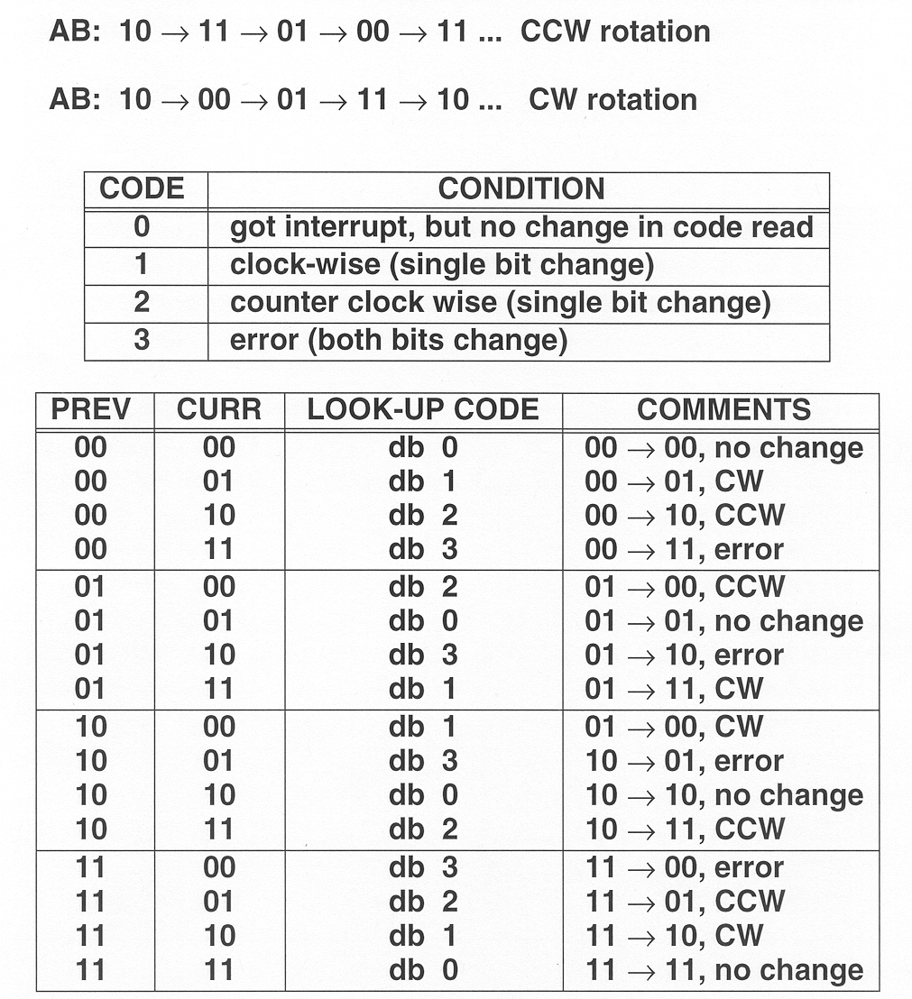 AB: 10 → 11 → 01 → 00 → 11 ... CCW rotation
AB: 10 → 00 → 01 → 11 → 10 ... CW rotation
CODE CONDITION
0 got interrupt, but no change in code read
1 clock-wise (single bit change)
2 counter clock wise (single bit change)
3 error (both bits change)
PREV CURR LOOK-UP CODE COMMENTS
00 00 db 0 00 → 00, no change
00 01 db 1 00 → 01, CW
00 10 db 2 00 → 10, CCW
00 11 db 3 00 → 11, error
01 00 db 2 01 → 00, CCW
01 01 db 0 01 → 01, no change
01 10 db 3 01 → 10, error
01 11 db 1 01 → 11, CW
10 00 db 1 01 → 00, CW
10 01 db 3 10 → 01, error
10 10 db 0 10 → 10, no change
10 11 db 2 10 → 11, CCW
11 00 db 3 11 → 00, error
11 01 db 2 11 → 01, CCW
11 10 db 1 11 → 10, CW
11 11 db 0 11 → 11, no change